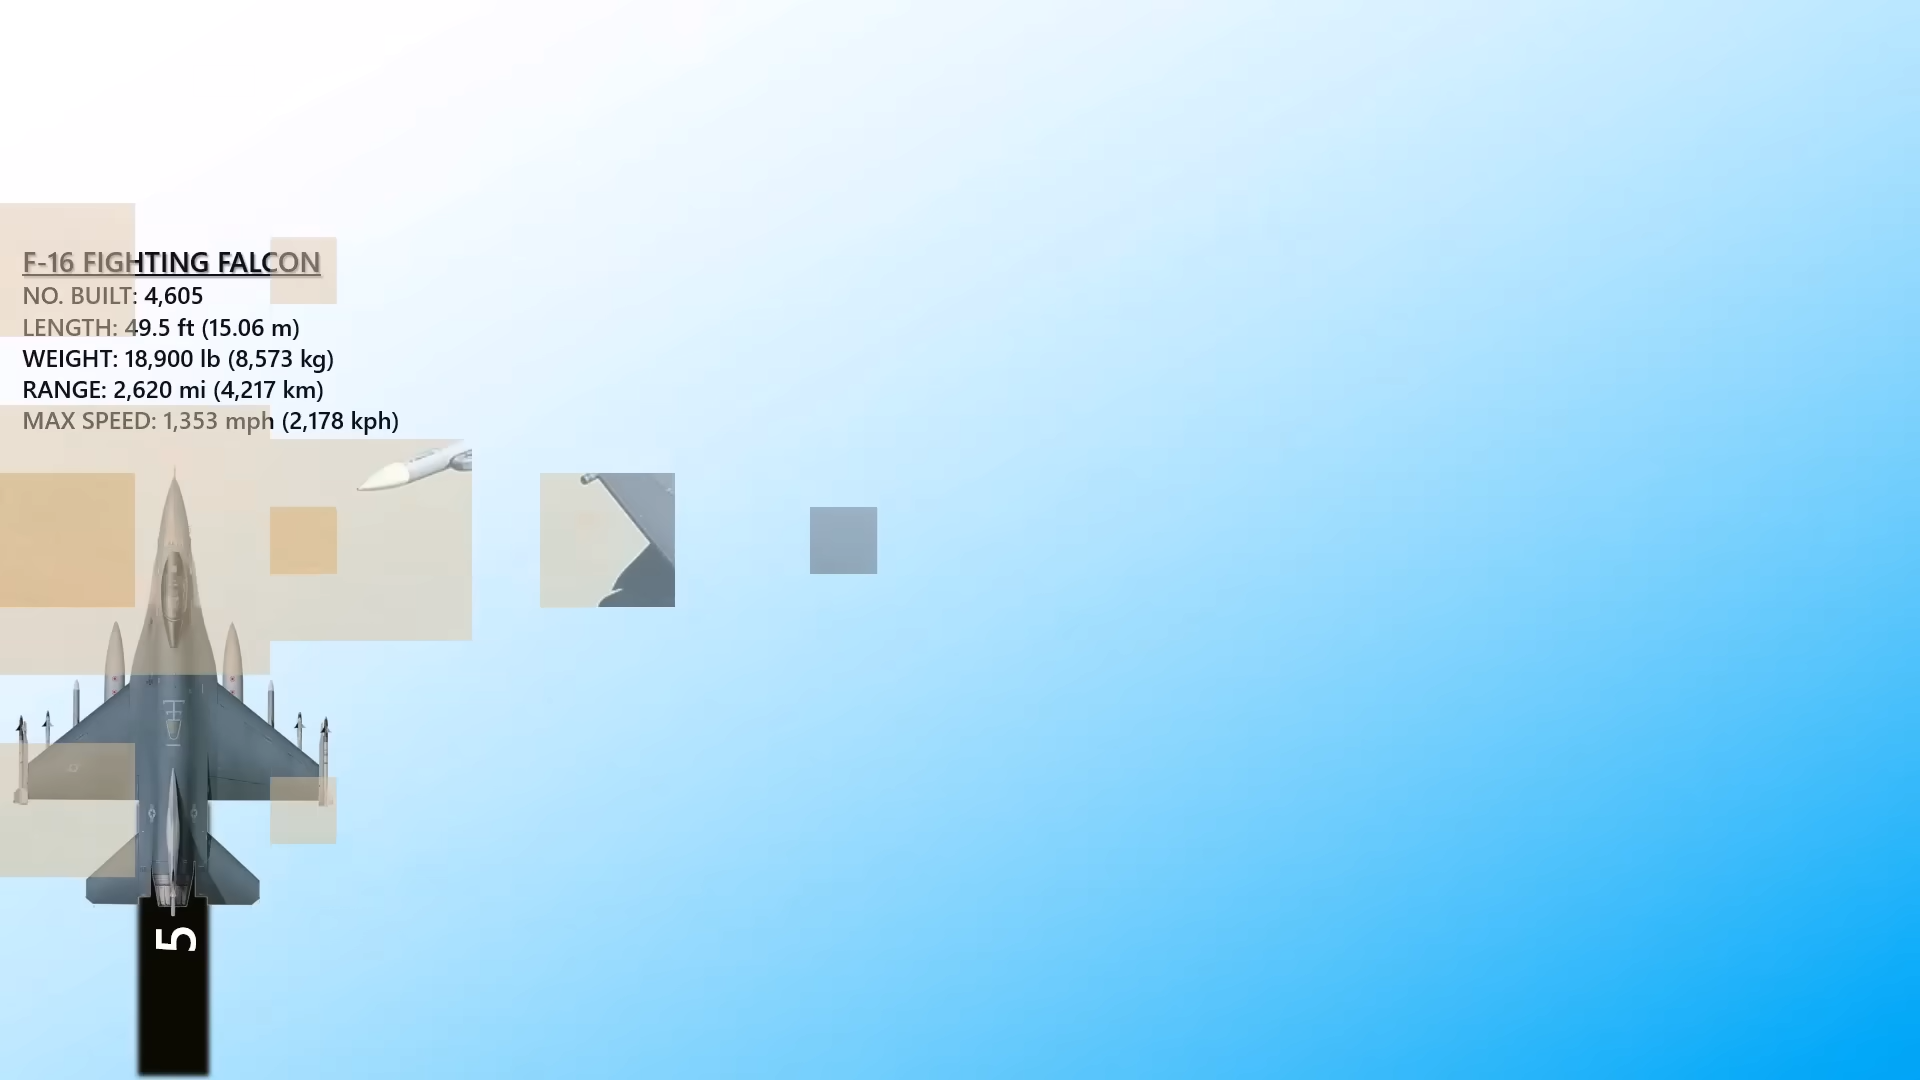 F-16 FIGHTING FALCON
NO. BUILT: 4,605
LENGTH: 49.5 ft (15.06 m)
WEIGHT: 18,900 lb (8,573 kg)
RANGE: 2,620 mi (4,217 km)
MAX SPEED: 1,353 mph (2,178 kph)
5